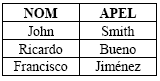 NOM APEL
John Smith
Ricardo Bueno
Francisco Jiménez